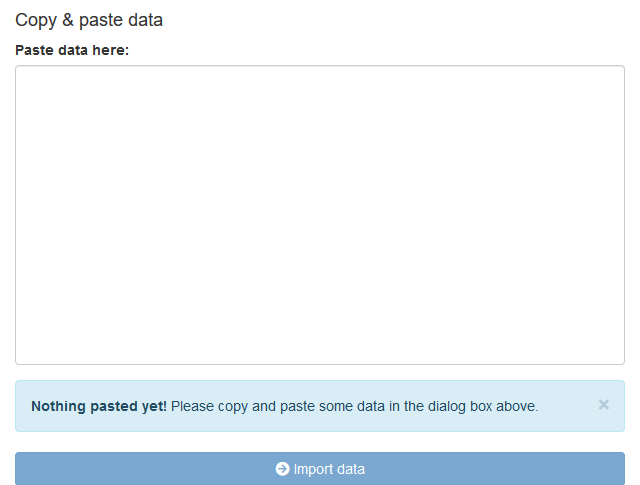 Copy & paste data
Paste data here:
Nothing pasted yet! Please copy and paste some data in the dialog box above.
Import data